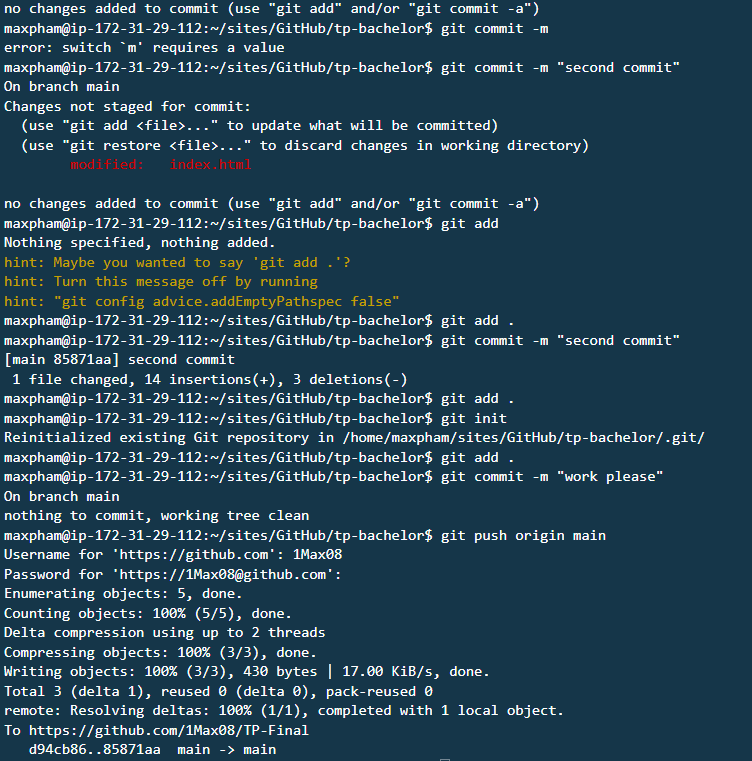 no changes added to commit (use "git add" and/or "git commit -a")
maxpham@ip-172-31-29-112:~/sites/GitHub/tp-bachelor$ git commit -m
error: switch `m' requires a value
maxpham@ip-172-31-29-112:~/sites/GitHub/tp-bachelor$ git commit -m "second commit"
On branch main
Changes not staged for commit:
  (use "git add <file>..." to update what will be committed)
  (use "git restore <file>..." to discard changes in working directory)
        modified:   index.html

no changes added to commit (use "git add" and/or "git commit -a")
maxpham@ip-172-31-29-112:~/sites/GitHub/tp-bachelor$ git add
Nothing specified, nothing added.
hint: Maybe you wanted to say 'git add .'?
hint: Turn this message off by running
hint: "git config advice.addEmptyPathspec false"
maxpham@ip-172-31-29-112:~/sites/GitHub/tp-bachelor$ git add .
maxpham@ip-172-31-29-112:~/sites/GitHub/tp-bachelor$ git commit -m "second commit"
[main 85871aa] second commit
 1 file changed, 14 insertions(+), 3 deletions(-)
maxpham@ip-172-31-29-112:~/sites/GitHub/tp-bachelor$ git add .
maxpham@ip-172-31-29-112:~/sites/GitHub/tp-bachelor$ git init
Reinitialized existing Git repository in /home/maxpham/sites/GitHub/tp-bachelor/.git/
maxpham@ip-172-31-29-112:~/sites/GitHub/tp-bachelor$ git add .
maxpham@ip-172-31-29-112:~/sites/GitHub/tp-bachelor$ git commit -m "work please"
On branch main
nothing to commit, working tree clean
maxpham@ip-172-31-29-112:~/sites/GitHub/tp-bachelor$ git push origin main
Username for 'https://github.com': 1Max08
Password for 'https://1Max08@github.com':
Enumerating objects: 5, done.
Counting objects: 100% (5/5), done.
Delta compression using up to 2 threads
Compressing objects: 100% (3/3), done.
Writing objects: 100% (3/3), 430 bytes | 17.00 KiB/s, done.
Total 3 (delta 1), reused 0 (delta 0), pack-reused 0
remote: Resolving deltas: 100% (1/1), completed with 1 local object.
To https://github.com/1Max08/TP-Final
   d94cb86..85871aa  main -> main